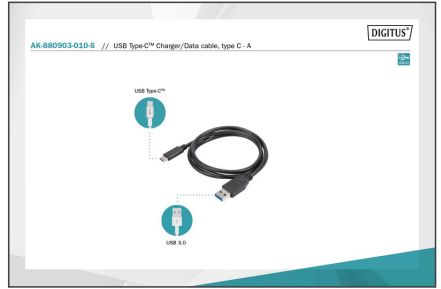 DIGITUS®
AK-880903-010-S // USB Type-C™ Charger/Data cable, type C - A
USB Type-C™
USB 3.0